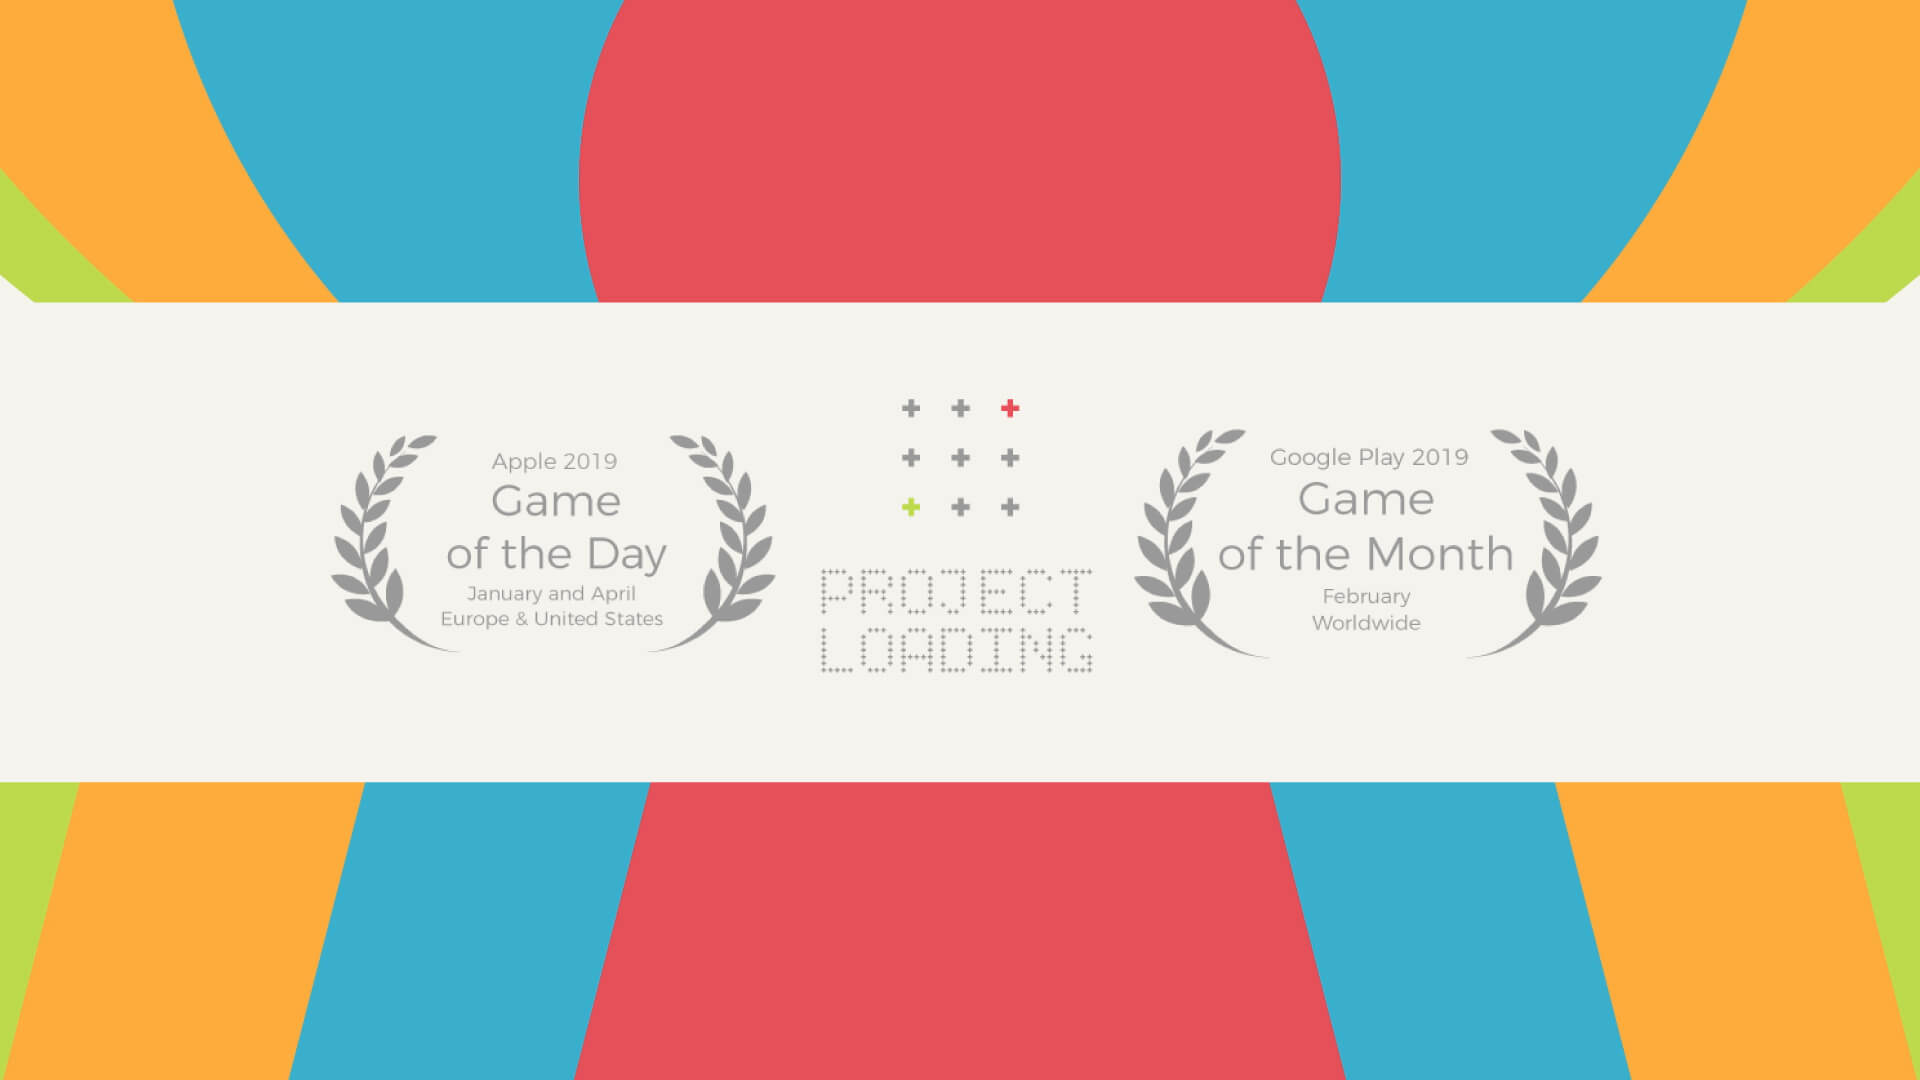 Apple 2019
Game
of the Day
January and April
Europe & United States
PROJECT
LOADING
Google Play 2019
Game
of the Month
February
Worldwide